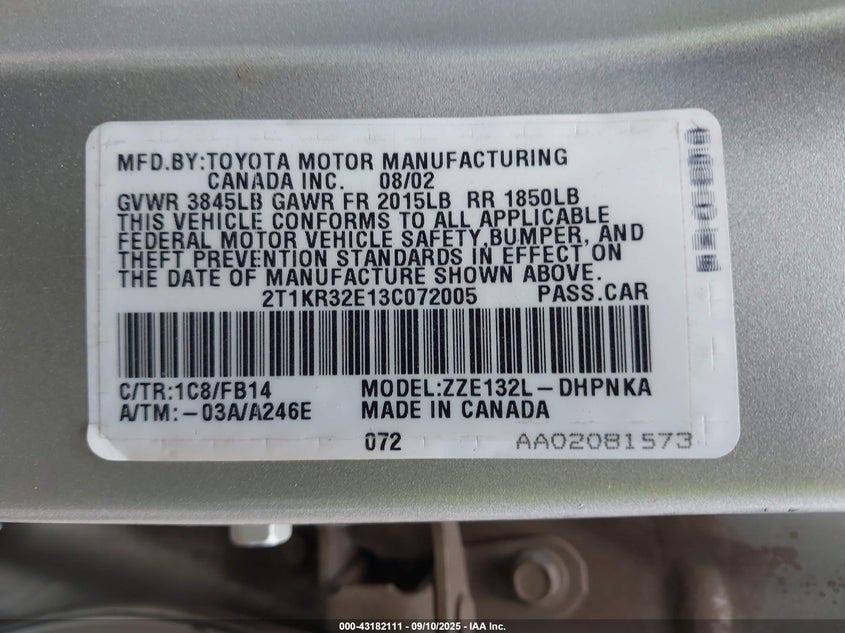 MFD.BY:TOYOTA MOTOR MANUFACTURING
CANADA INC. 08/02
GVWR 3845LB GAWR FR 2015LB RR 1850LB
THIS VEHICLE CONFORMS TO ALL APPLICABLE
FEDERAL MOTOR VEHICLE SAFETY,BUMPER, AND
THEFT PREVENTION STANDARDS IN EFFECT ON
THE DATE OF MANUFACTURE SHOWN ABOVE.
2T1KR32E13C072005 PASS.CAR
C/TR:1C8/FB14 MODEL:ZZE132L-DHPNKA
A/TM:-03A/A246E MADE IN CANADA
072 AA02081573
000-43182111 - 09/10/2025 - IAA Inc.